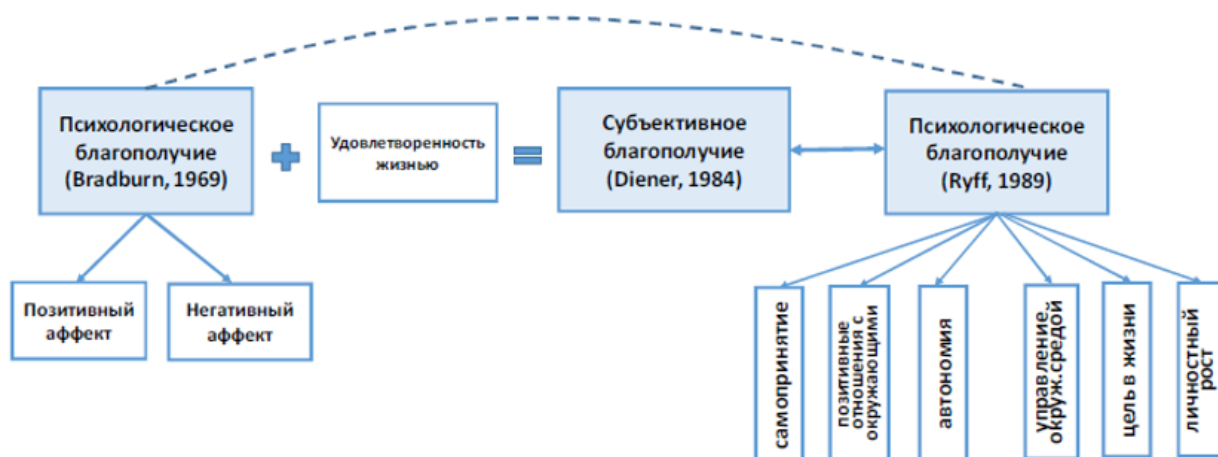 Психологическое
благополучие
(Bradburn, 1969)
Удовлетворенность
жизнью
Субъективное
благополучие
(Diener, 1984)
Психологическое
благополучие
(Ryff, 1989)
Позитивный
аффект
Негативный
аффект
самопринятие
позитивные
отношения с
окружающими
автономия
управление
окруж.средой
цель в жизни
личностный
рост